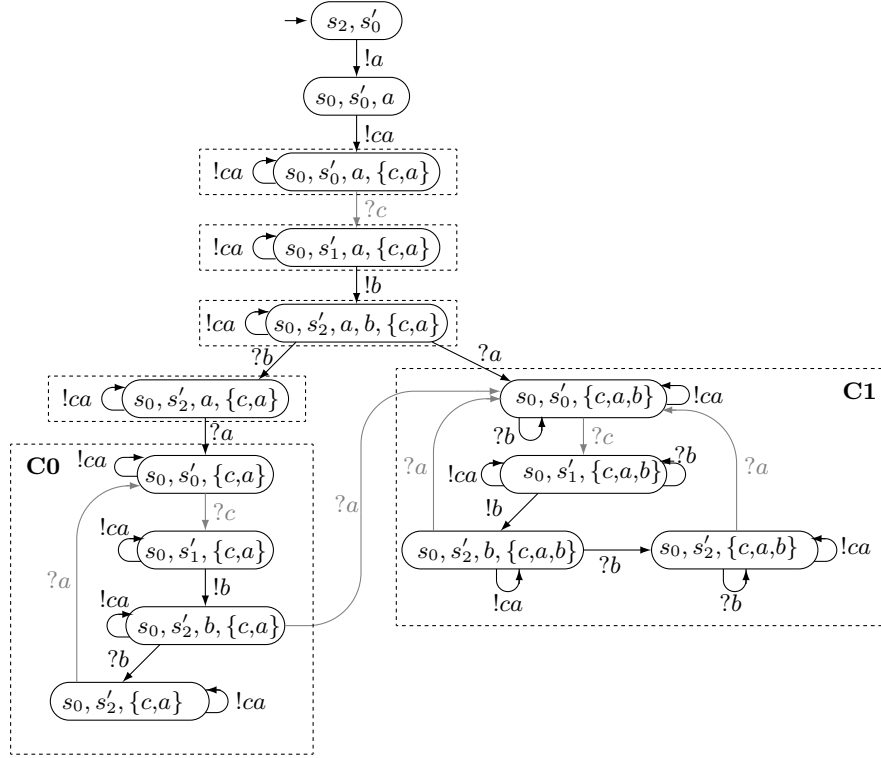 s₂, s′₀
!a
s₀, s′₀, a
!ca
!ca
s₀, s′₀, a, {c,a}
?c
!ca
s₀, s′₁, a, {c,a}
!b
!ca
s₀, s′₂, a, b, {c,a}
?b
?a
!ca
s₀, s′₂, a, {c,a}
s₀, s′₀, {c,a,b}
!ca
C1
?a
?b
?c
C0
!ca
s₀, s′₀, {c,a}
?a
s₀, s′₁, {c,a,b}
!ca
?b
?a
?c
?a
!b
!ca
s₀, s′₁, {c,a}
s₀, s′₂, b, {c,a,b}
?b
s₀, s′₂, {c,a,b}
!ca
?a
!b
!ca
?b
!ca
s₀, s′₂, b, {c,a}
?b
s₀, s′₂, {c,a}
!ca